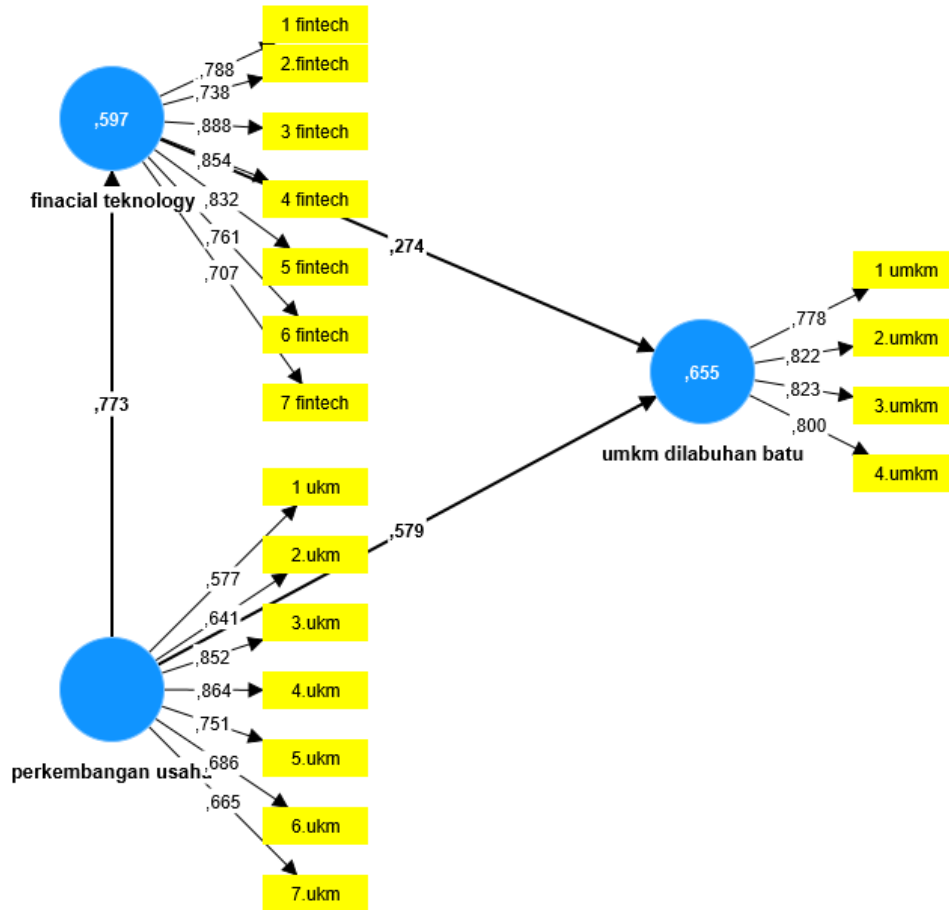 1 fintech
2.fintech
3 fintech
4 fintech
5 fintech
6 fintech
7 fintech
,788
,738
,888
,854
,832
,761
,707
,597
finacial teknology
,773
,274
,579
,655
umkm dilabuhan batu
,778
,822
,823
,800
1 umkm
2.umkm
3.umkm
4.umkm
1 ukm
2.ukm
3.ukm
4.ukm
5.ukm
6.ukm
7.ukm
,577
,641
,852
,864
,751
,686
,665
perkembangan usaha